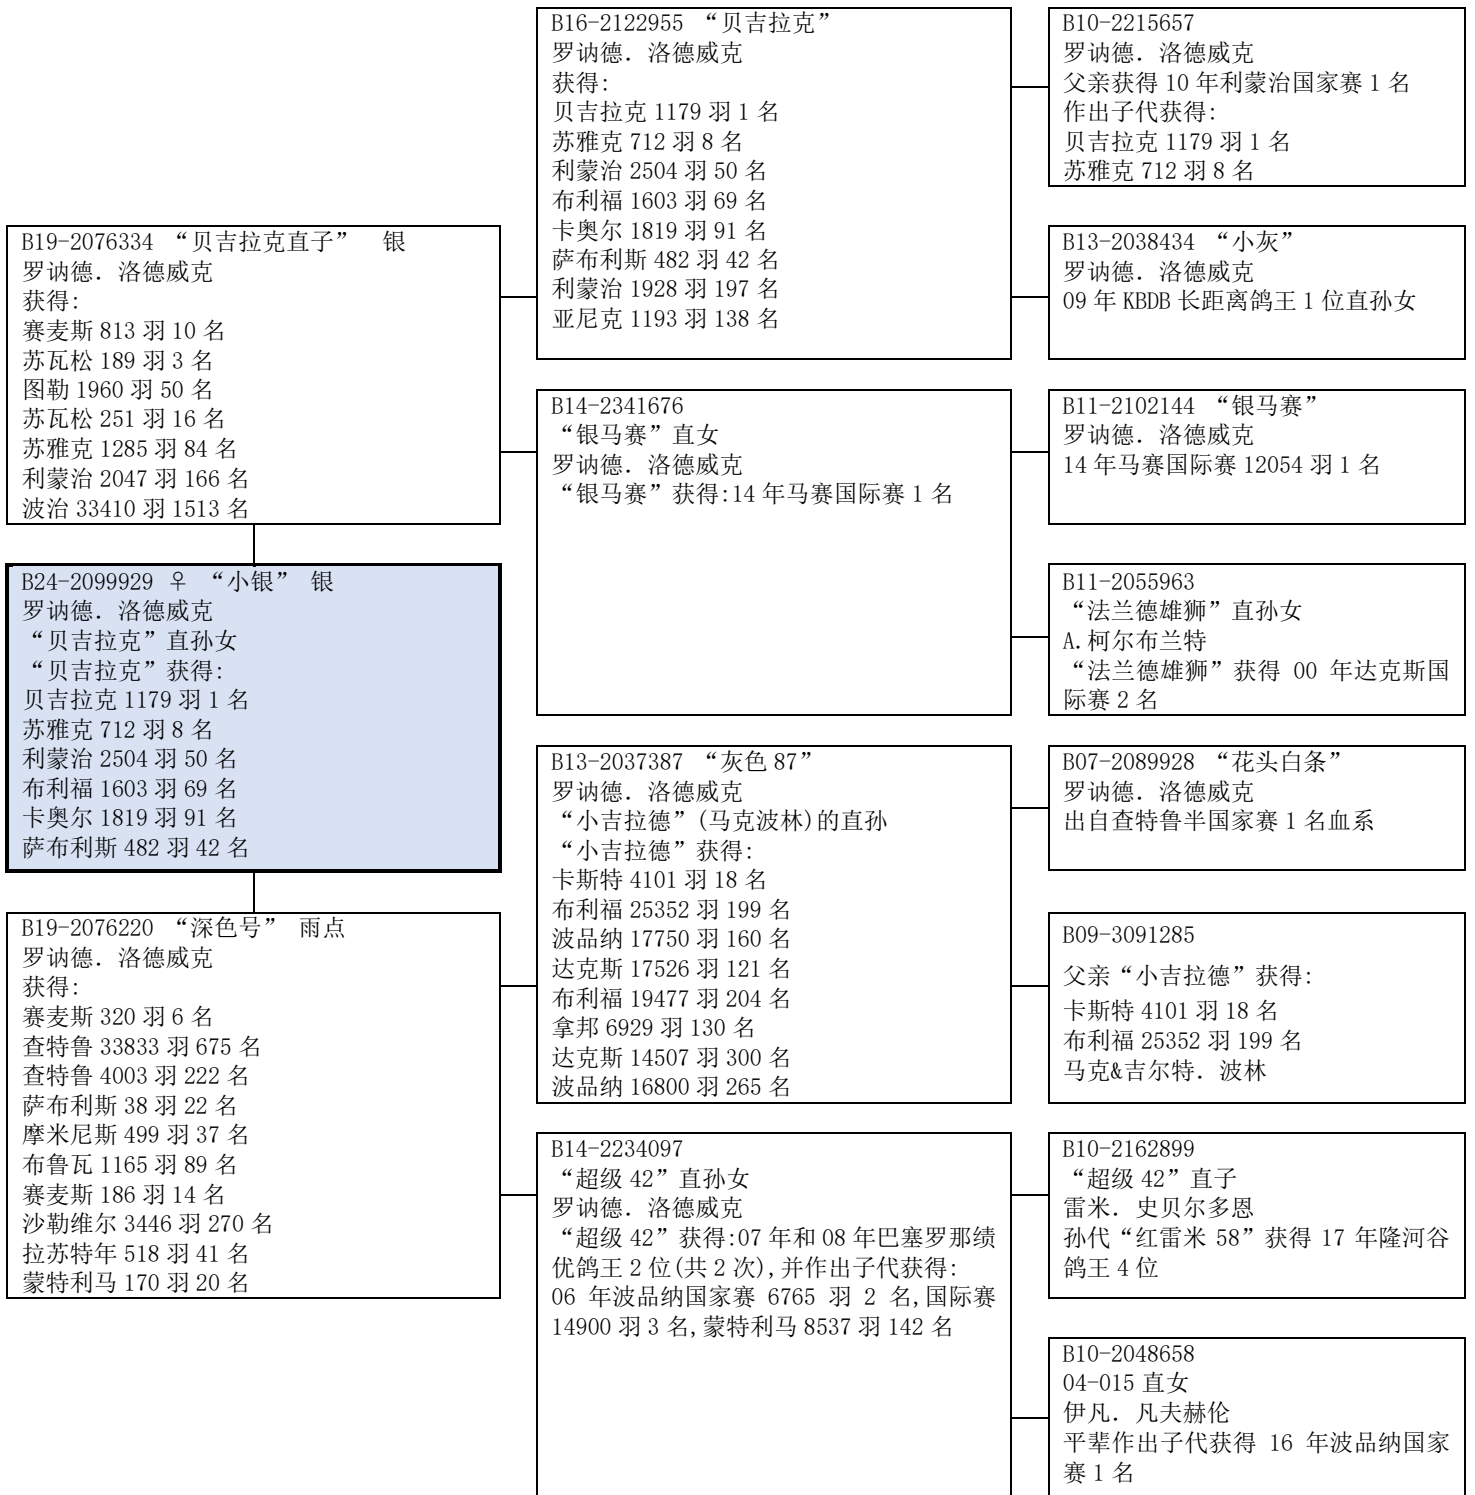 B19-2076334 “贝吉拉克直子” 银
罗讷德．洛德威克
获得:
赛麦斯 813 羽 10 名
苏瓦松 189 羽 3 名
图勒 1960 羽 50 名
苏瓦松 251 羽 16 名
苏雅克 1285 羽 84 名
利蒙治 2047 羽 166 名
波治 33410 羽 1513 名
B24-2099929 ♀ “小银” 银
罗讷德．洛德威克
“贝吉拉克”直孙女
“贝吉拉克”获得:
贝吉拉克 1179 羽 1 名
苏雅克 712 羽 8 名
利蒙治 2504 羽 50 名
布利福 1603 羽 69 名
卡奥尔 1819 羽 91 名
萨布利斯 482 羽 42 名
B19-2076220 “深色号” 雨点
罗讷德．洛德威克
获得:
赛麦斯 320 羽 6 名
查特鲁 33833 羽 675 名
查特鲁 4003 羽 222 名
萨布利斯 38 羽 22 名
摩米尼斯 499 羽 37 名
布鲁瓦 1165 羽 89 名
赛麦斯 186 羽 14 名
沙勒维尔 3446 羽 270 名
拉苏特年 518 羽 41 名
蒙特利马 170 羽 20 名
B16-2122955 “贝吉拉克”
罗讷德．洛德威克
获得:
贝吉拉克 1179 羽 1 名
苏雅克 712 羽 8 名
利蒙治 2504 羽 50 名
布利福 1603 羽 69 名
卡奥尔 1819 羽 91 名
萨布利斯 482 羽 42 名
利蒙治 1928 羽 197 名
亚尼克 1193 羽 138 名
B14-2341676
“银马赛”直女
罗讷德．洛德威克
“银马赛”获得:14 年马赛国际赛 1 名
B13-2037387 “灰色 87”
罗讷德．洛德威克
“小吉拉德”(马克波林)的直孙
“小吉拉德”获得:
卡斯特 4101 羽 18 名
布利福 25352 羽 199 名
波品纳 17750 羽 160 名
达克斯 17526 羽 121 名
布利福 19477 羽 204 名
拿邦 6929 羽 130 名
达克斯 14507 羽 300 名
波品纳 16800 羽 265 名
B14-2234097
“超级 42”直孙女
罗讷德．洛德威克
“超级 42”获得:07 年和 08 年巴塞罗那绩
优鸽王 2 位(共 2 次),并作出子代获得:
06 年波品纳国家赛 6765 羽 2 名,国际赛
14900 羽 3 名,蒙特利马 8537 羽 142 名
B10-2215657
罗讷德．洛德威克
父亲获得 10 年利蒙治国家赛 1 名
作出子代获得:
贝吉拉克 1179 羽 1 名
苏雅克 712 羽 8 名
B13-2038434 “小灰”
罗讷德．洛德威克
09 年 KBDB 长距离鸽王 1 位直孙女
B11-2102144 “银马赛”
罗讷德．洛德威克
14 年马赛国际赛 12054 羽 1 名
B11-2055963
“法兰德雄狮”直孙女
A.柯尔布兰特
“法兰德雄狮”获得 00 年达克斯国
际赛 2 名
B07-2089928 “花头白条”
罗讷德．洛德威克
出自查特鲁半国家赛 1 名血系
B09-3091285
父亲“小吉拉德”获得:
卡斯特 4101 羽 18 名
布利福 25352 羽 199 名
马克&吉尔特．波林
B10-2162899
“超级 42”直子
雷米．史贝尔多恩
孙代“红雷米 58”获得 17 年隆河谷
鸽王 4 位
B10-2048658
04-015 直女
伊凡．凡夫赫伦
平辈作出子代获得 16 年波品纳国家
赛 1 名